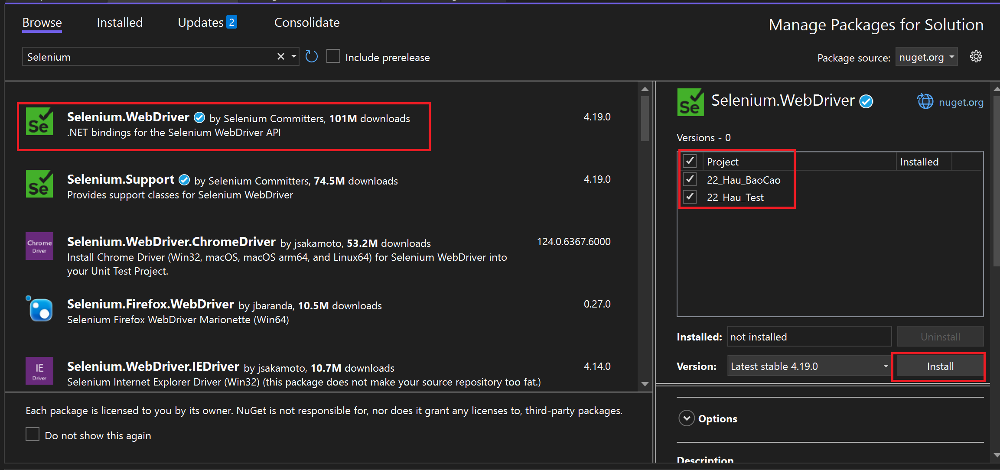 Browse Installed Updates 2 Consolidate
Manage Packages for Solution
Selenium
Include prerelease
Package source: nuget.org
Se Selenium.WebDriver by Selenium Committers, 101M downloads 4.19.0
.NET bindings for the Selenium WebDriver API
Se Selenium.Support by Selenium Committers, 74.5M downloads 4.19.0
Provides support classes for Selenium WebDriver
Chrome Driver Selenium.WebDriver.ChromeDriver by jsakamoto, 53.2M downloads 124.0.6367.6000
Install Chrome Driver (Win32, macOS, macOS arm64, and Linux64) for Selenium WebDriver into
your Unit Test Project.
Selenium.Firefox.WebDriver by jbaranda, 10.5M downloads 0.27.0
Selenium Firefox WebDriver Marionette (Win64)
IE Driver Selenium.WebDriver.IEDriver by jsakamoto, 10.7M downloads 4.14.0
Selenium Internet Explorer Driver (Win32) (this package does not make your source repository too fat.)
Each package is licensed to you by its owner. NuGet is not responsible for, nor does it grant any licenses to, third-party packages.
Do not show this again
Se Selenium.WebDriver nuget.org
Versions - 0
Project Installed
22_Hau_BaoCao
22_Hau_Test
Installed: not installed Uninstall
Version: Latest stable 4.19.0 Install
Options
Description